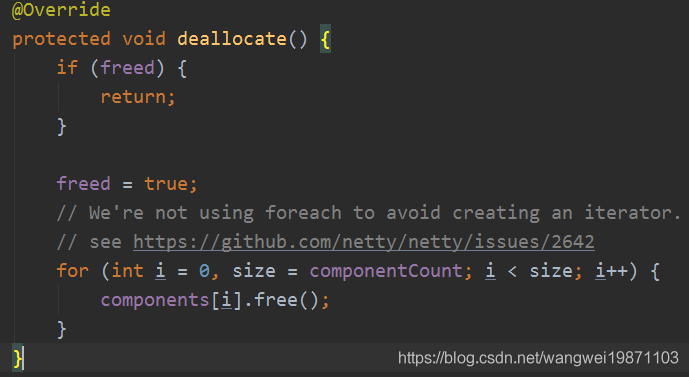 @Override
protected void deallocate() {
    if (freed) {
        return;
    }

    freed = true;
    // We're not using foreach to avoid creating an iterator.
    // see https://github.com/netty/netty/issues/2642
    for (int i = 0, size = componentCount; i < size; i++) {
        components[i].free();
    }
}
https://blog.csdn.net/wangwei19871103